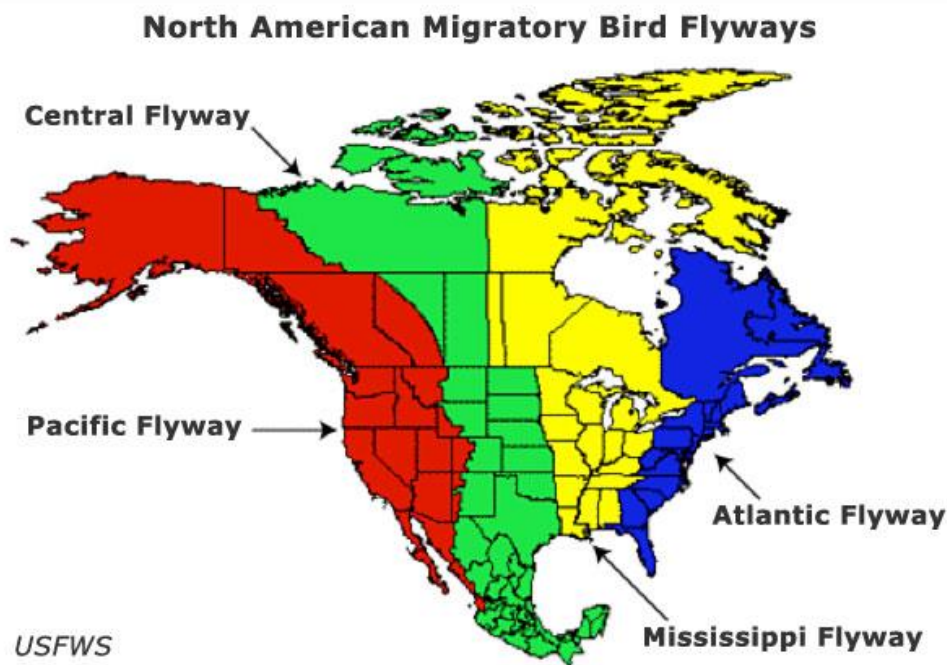 North American Migratory Bird Flyways
Central Flyway
Pacific Flyway
Atlantic Flyway
Mississippi Flyway
USFWS